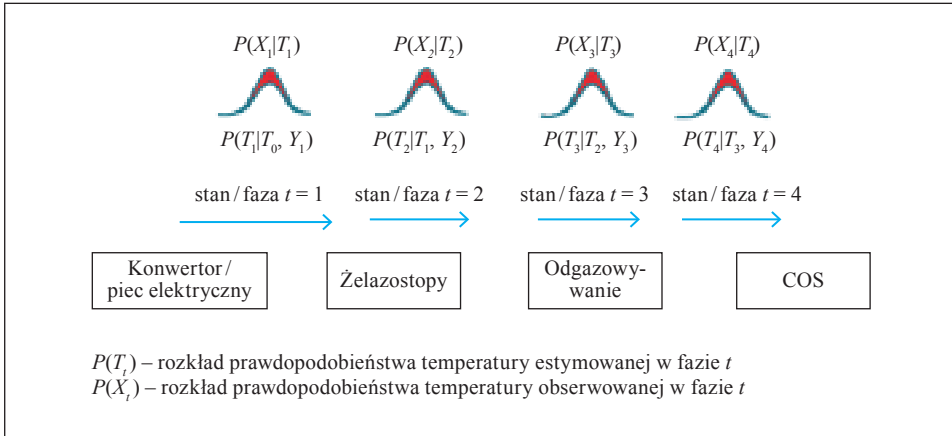 P(X₁|T₁) P(X₂|T₂) P(X₃|T₃) P(X₄|T₄)
P(T₁|T₀, Y₁) P(T₂|T₁, Y₂) P(T₃|T₂, Y₃) P(T₄|T₃, Y₄)
stan/faza t = 1 stan/faza t = 2 stan/faza t = 3 stan/faza t = 4
Konwertor/
piec elektryczny
Żelazostopy
Odgazowy-
wanie
COS
P(Tₜ) – rozkład prawdopodobieństwa temperatury estymowanej w fazie t
P(Xₜ) – rozkład prawdopodobieństwa temperatury obserwowanej w fazie t